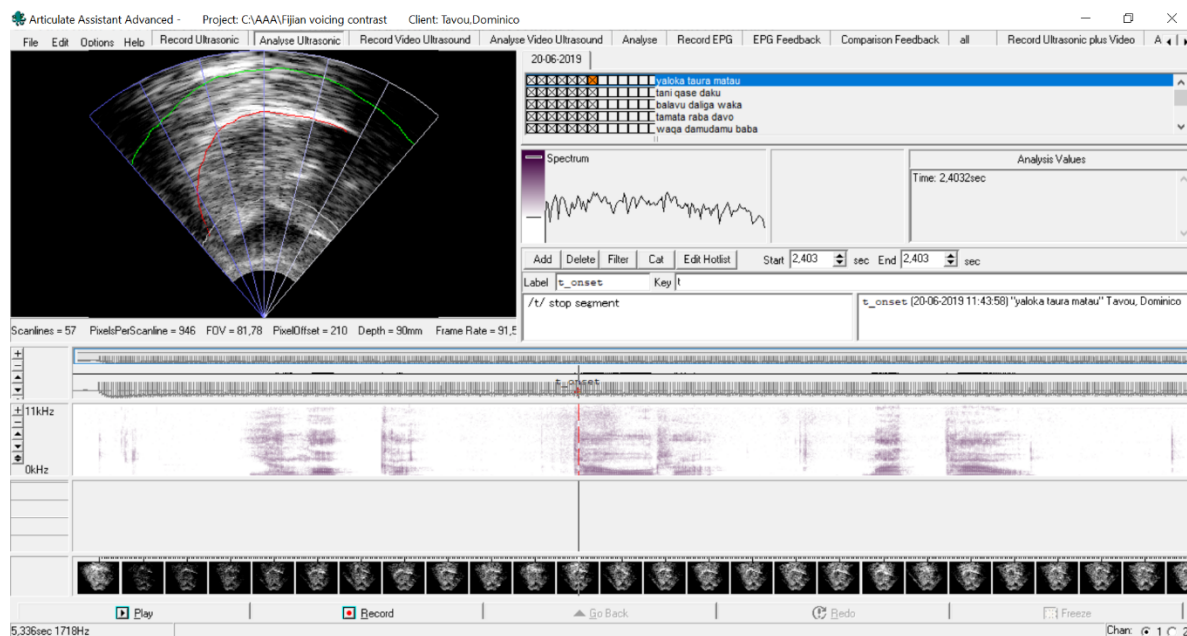 Articulate Assistant Advanced - Project: C:\AAA\Fijian voicing contrast Client: Tavou,Dominico
File Edit Options Help Record Ultrasonic Analyse Ultrasonic Record Video Ultrasound Analyse Video Ultrasound Analyse Record EPG EPG Feedback Comparison Feedback all Record Ultrasonic plus Video A
20-06-2019
yaloka taura matau
tani qase daku
balavu daliga waka
tamata raba davo
waqa damudamu baba
Spectrum
Analysis Values
Time: 2,4032sec
Add Delete Filter Cat Edit Hotlist Start 2,403 sec End 2,403 sec
Label t_onset Key t
/t/ stop segment
t_onset (20-06-2019 11:43:58) "yaloka taura matau" Tavou, Dominico
Scanlines = 57 PixelsPerScanline = 946 FOV = 81,78 PixelOffset = 210 Depth = 90mm Frame Rate = 91,5
t_onset
11kHz
0kHz
Play Record Go Back Redo Freeze
5,336sec 1718Hz
Chan: 1 2